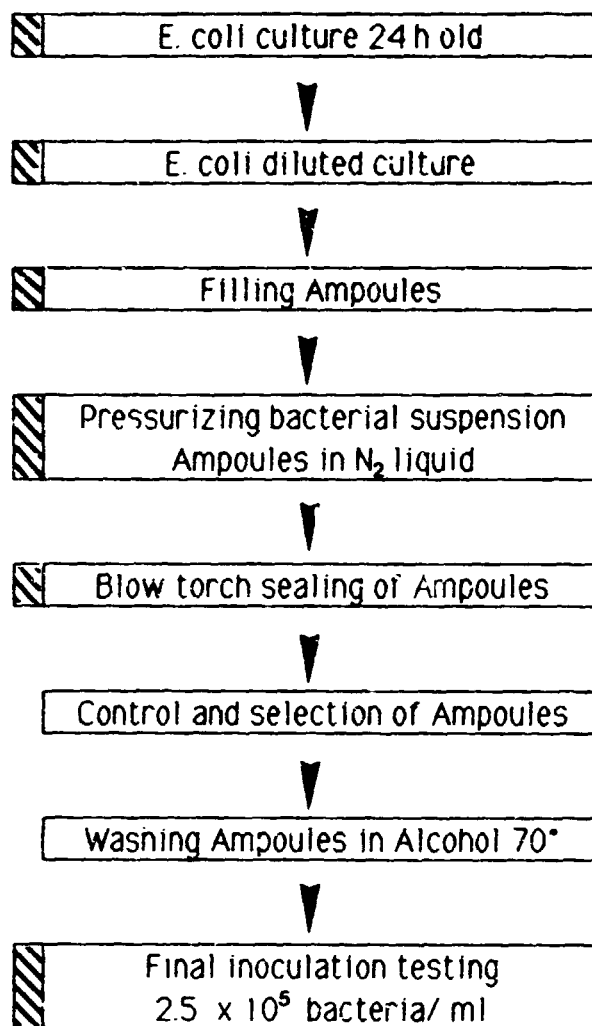 E. coli culture 24 h old
E. coli diluted culture
Filling Ampoules
Pressurizing bacterial suspension
Ampoules in N₂ liquid
Blow torch sealing of Ampoules
Control and selection of Ampoules
Washing Ampoules in Alcohol 70°
Final inoculation testing
2.5 x 10⁵ bacteria/ ml